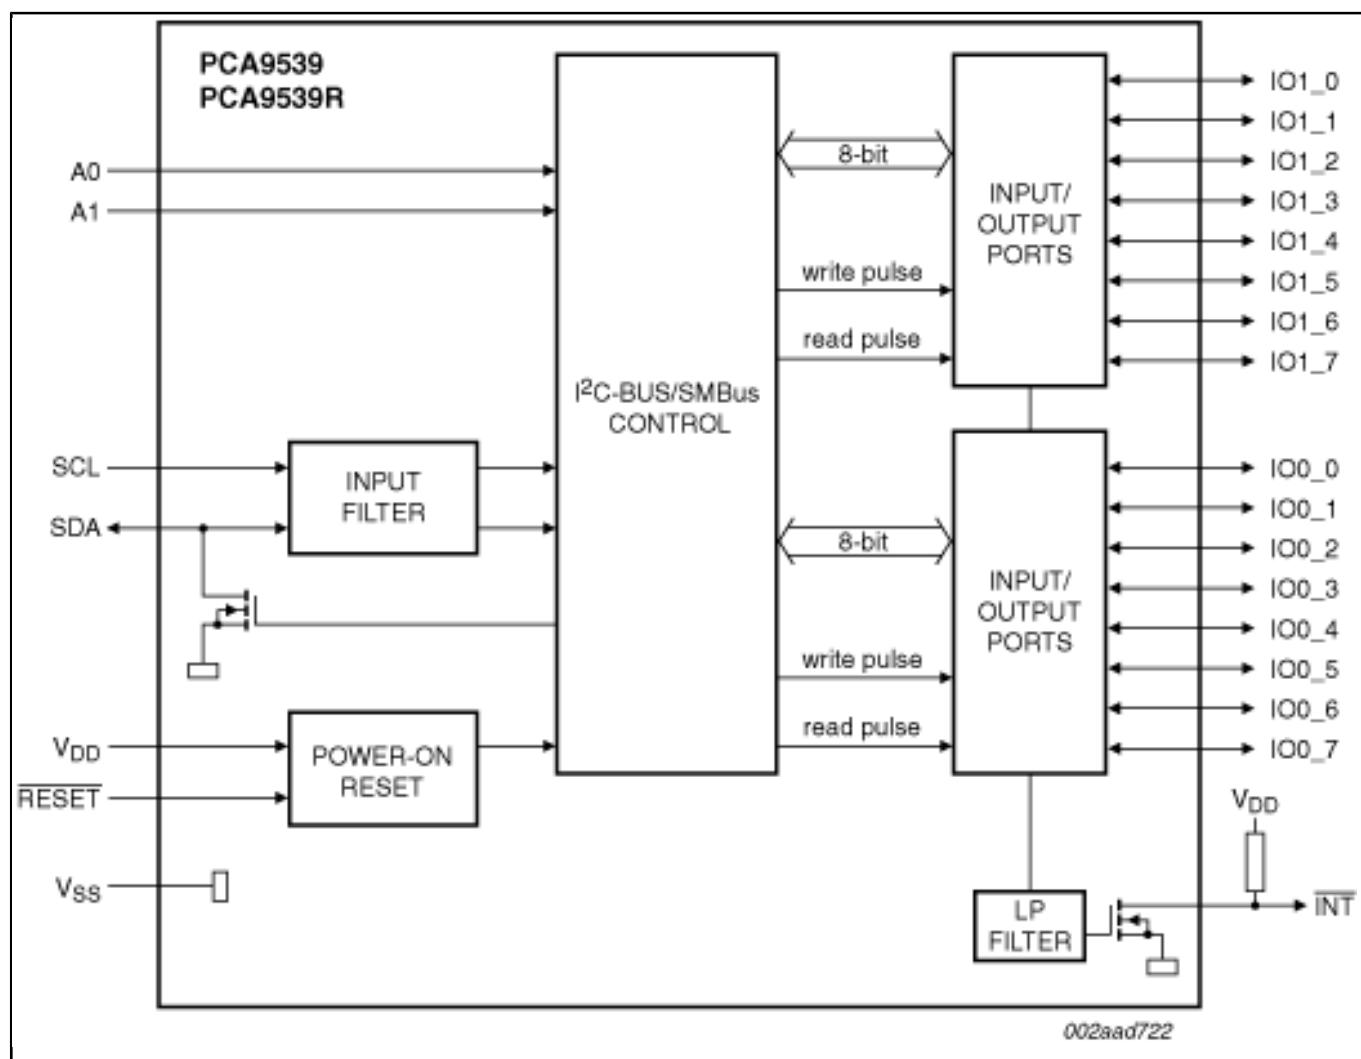 PCA9539
PCA9539R
A0
A1
SCL
SDA
VDD
RESET
VSS
INPUT
FILTER
POWER-ON
RESET
I2C-BUS/SMBus
CONTROL
8-bit
write pulse
read pulse
8-bit
write pulse
read pulse
INPUT/
OUTPUT
PORTS
INPUT/
OUTPUT
PORTS
LP
FILTER
IO1_0
IO1_1
IO1_2
IO1_3
IO1_4
IO1_5
IO1_6
IO1_7
IO0_0
IO0_1
IO0_2
IO0_3
IO0_4
IO0_5
IO0_6
IO0_7
VDD
INT
002aad722